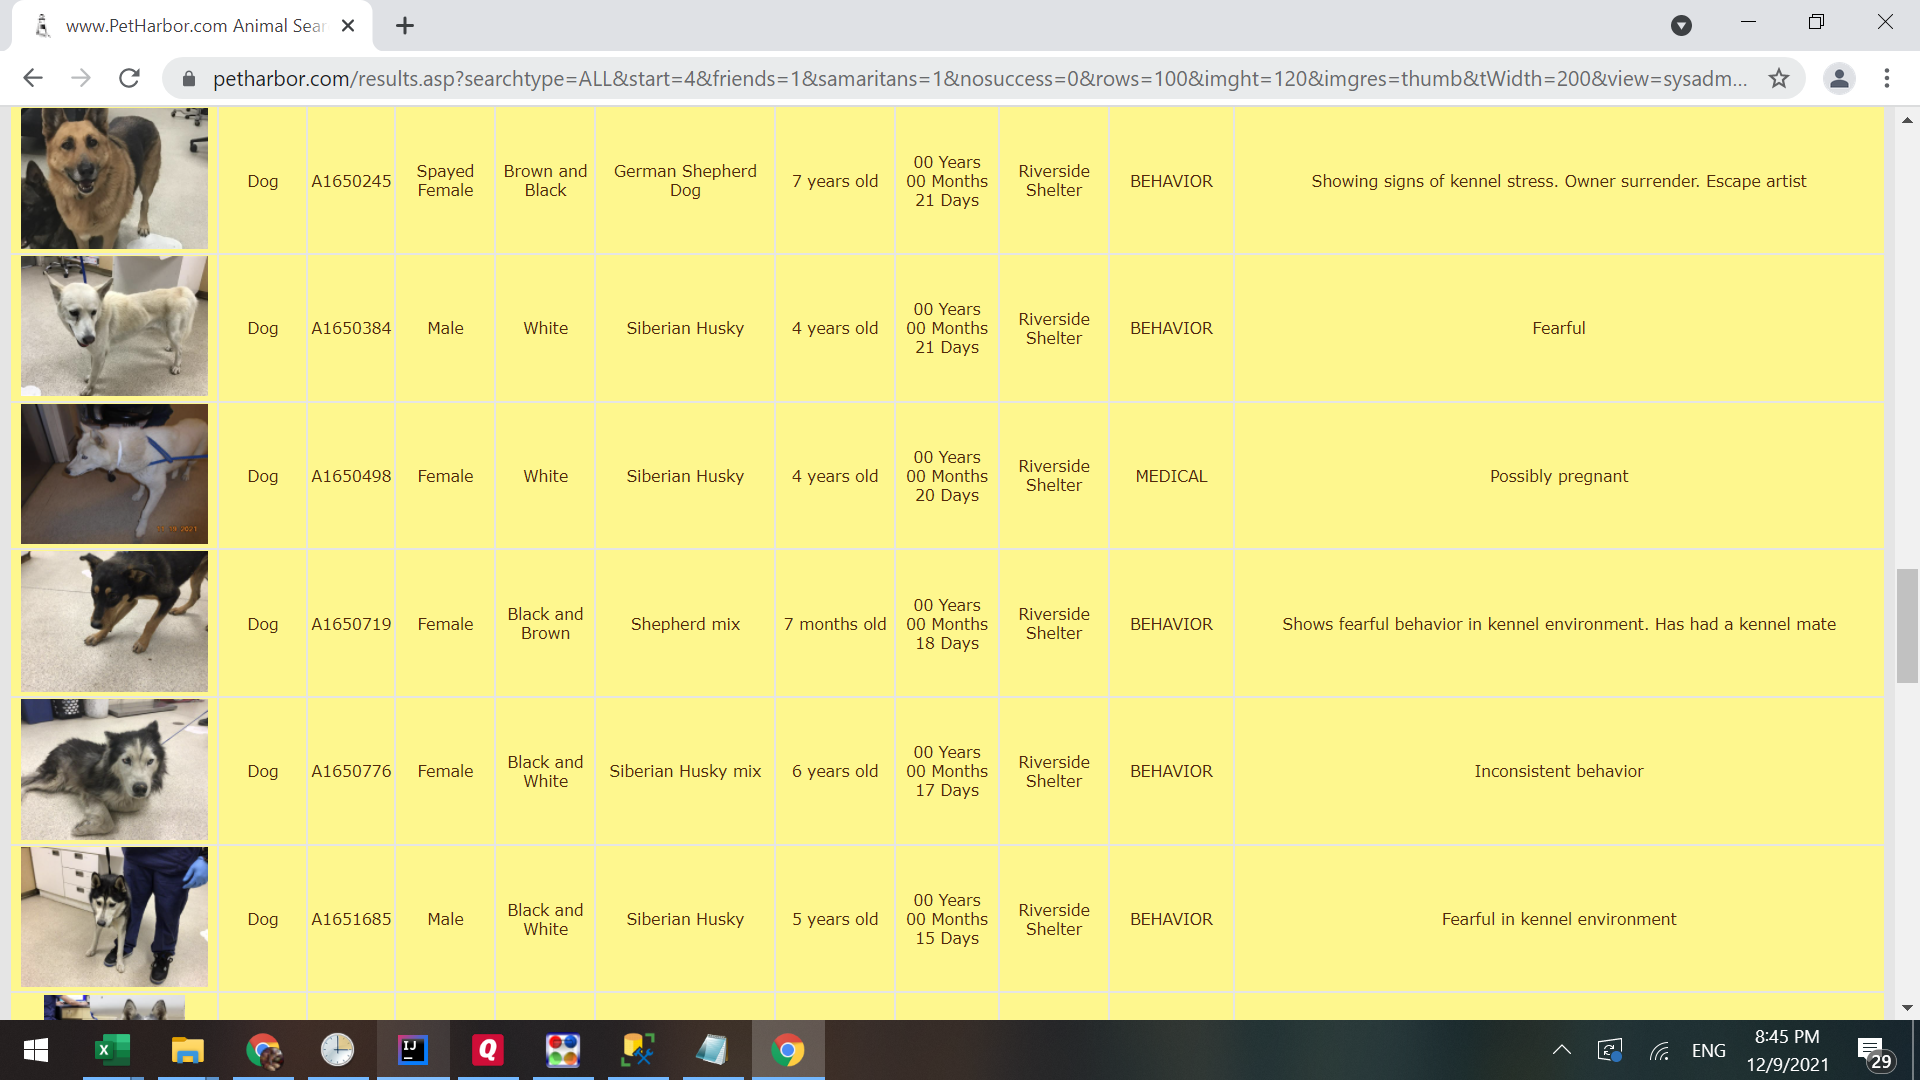 www.PetHarbor.com Animal Sear
petharbor.com/results.asp?searchtype=ALL&start=4&friends=1&samaritans=1&nosuccess=0&rows=100&imght=120&imgres=thumb&tWidth=200&view=sysadm...
Dog A1650245 Spayed Female Brown and Black German Shepherd Dog 7 years old 00 Years 00 Months 21 Days Riverside Shelter BEHAVIOR Showing signs of kennel stress. Owner surrender. Escape artist
Dog A1650384 Male White Siberian Husky 4 years old 00 Years 00 Months 21 Days Riverside Shelter BEHAVIOR Fearful
Dog A1650498 Female White Siberian Husky 4 years old 00 Years 00 Months 20 Days Riverside Shelter MEDICAL Possibly pregnant
Dog A1650719 Female Black and Brown Shepherd mix 7 months old 00 Years 00 Months 18 Days Riverside Shelter BEHAVIOR Shows fearful behavior in kennel environment. Has had a kennel mate
Dog A1650776 Female Black and White Siberian Husky mix 6 years old 00 Years 00 Months 17 Days Riverside Shelter BEHAVIOR Inconsistent behavior
Dog A1651685 Male Black and White Siberian Husky 5 years old 00 Years 00 Months 15 Days Riverside Shelter BEHAVIOR Fearful in kennel environment
X
IJ
Q
ENG
8:45 PM
12/9/2021
29